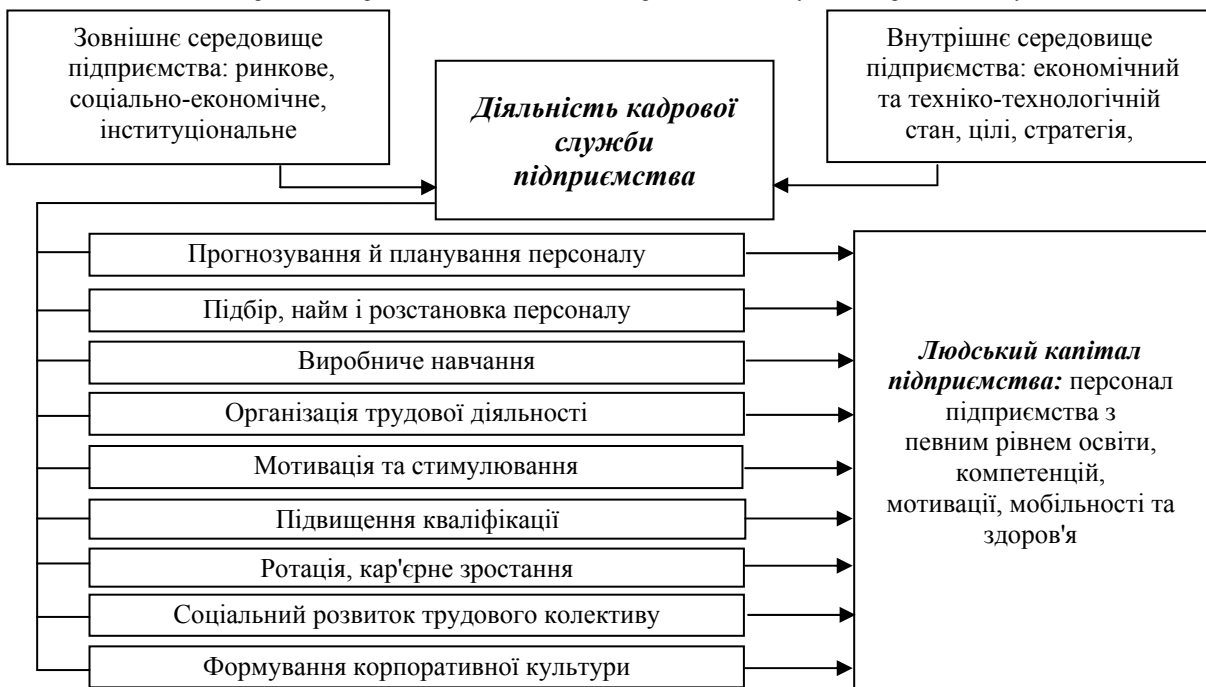 Зовнішнє середовище
підприємства: ринкове,
соціально-економічне,
інституціональне
Діяльність кадрової
служби
підприємства
Внутрішнє середовище
підприємства: економічний
та техніко-технологічній
стан, цілі, стратегія,
Прогнозування й планування персоналу
Підбір, найм і розстановка персоналу
Виробниче навчання
Організація трудової діяльності
Мотивація та стимулювання
Підвищення кваліфікації
Ротація, кар'єрне зростання
Соціальний розвиток трудового колективу
Формування корпоративної культури
Людський капітал
підприємства: персонал
підприємства з
певним рівнем освіти,
компетенцій,
мотивації, мобільності та
здоров'я